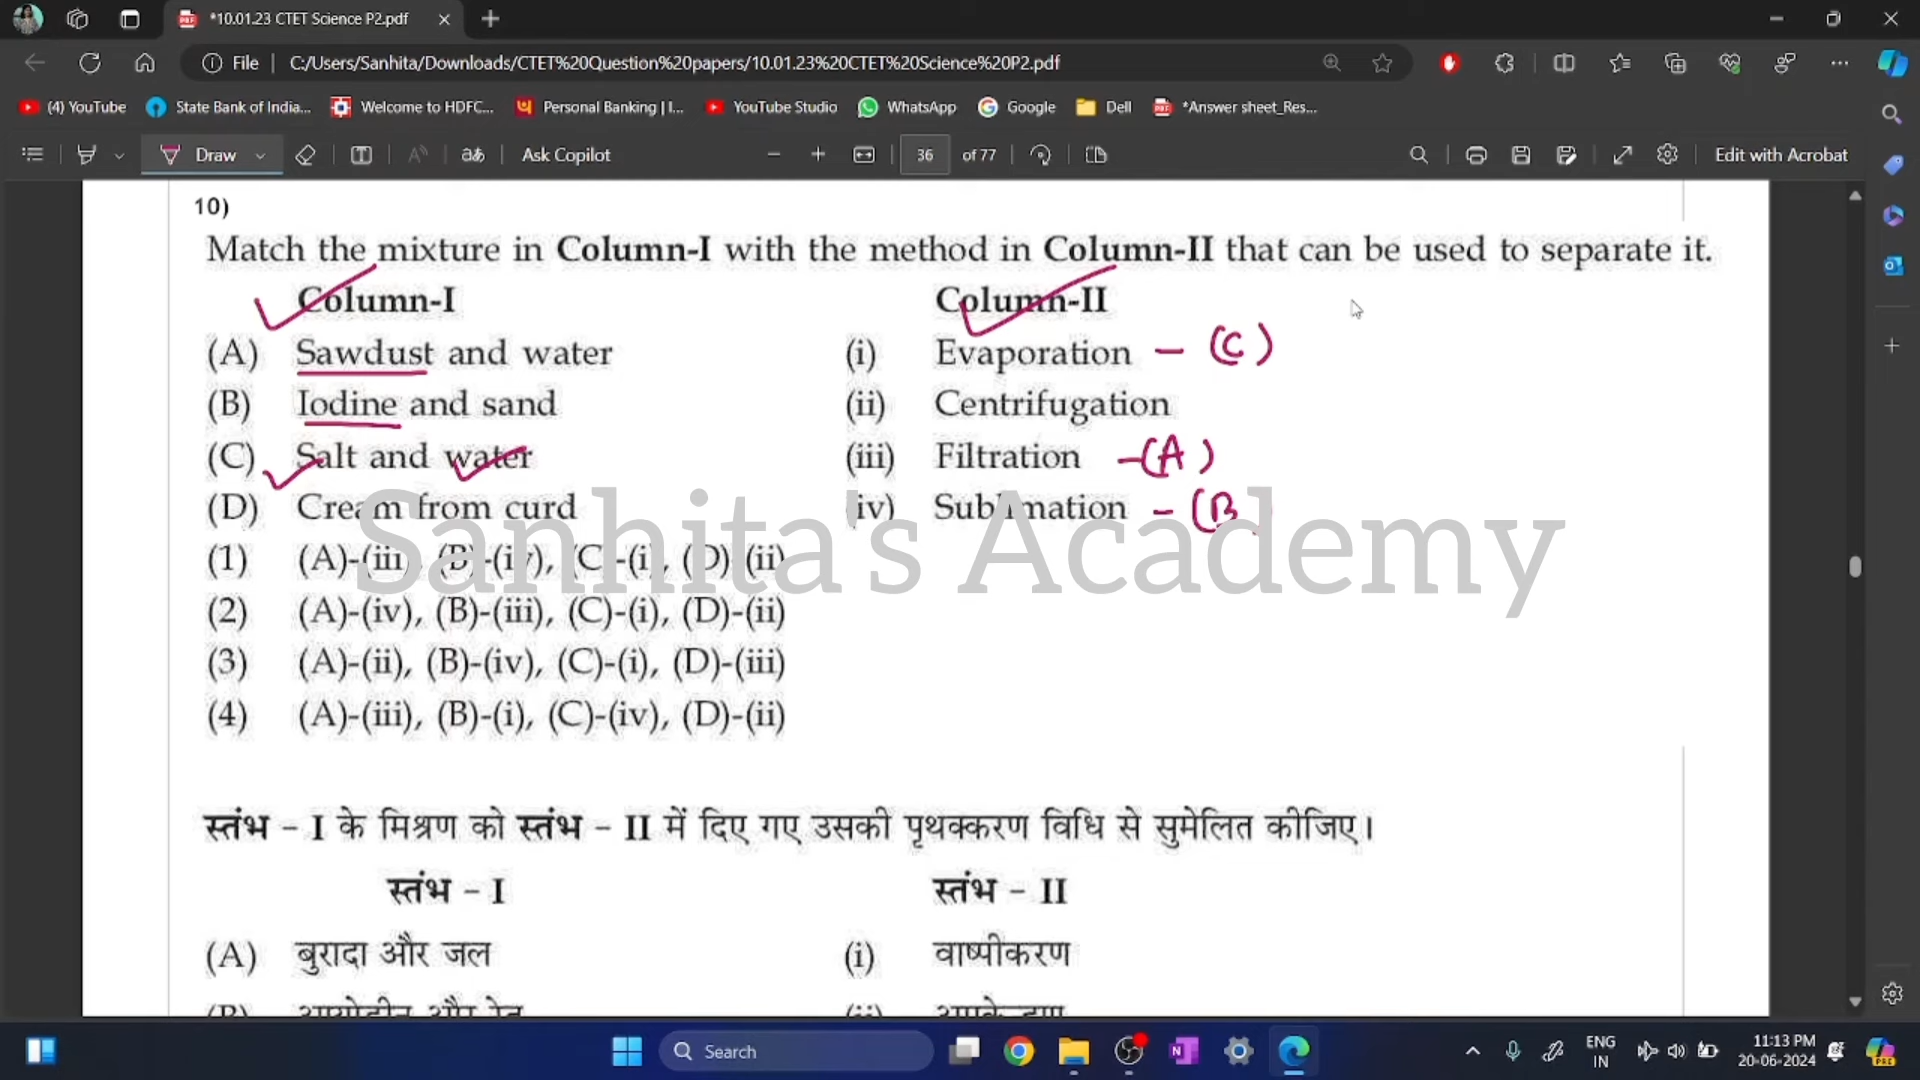 *10.01.23 CTET Science P2.pdf
File C:/Users/Sanhita/Downloads/CTET%20Question%20papers/10.01.23%20CTET%20Science%20P2.pdf
(4) YouTube State Bank of India... Welcome to HDFC... Personal Banking | I... YouTube Studio WhatsApp Google Dell *Answer sheet_Res...
Draw Ask Copilot 36 of 77 Edit with Acrobat
10)
Match the mixture in Column-I with the method in Column-II that can be used to separate it.
Column-I Column-II
(A) Sawdust and water (i) Evaporation - (C)
(B) Iodine and sand (ii) Centrifugation
(C) Salt and water (iii) Filtration -(A)
(D) Cream from curd (iv) Sublimation - (B
Sanhita's Academy
(1) (A)-(iii), (B)-(iv), (C)-(i), (D)-(ii)
(2) (A)-(iv), (B)-(iii), (C)-(i), (D)-(ii)
(3) (A)-(ii), (B)-(iv), (C)-(i), (D)-(iii)
(4) (A)-(iii), (B)-(i), (C)-(iv), (D)-(ii)
स्तंभ - I के मिश्रण को स्तंभ - II में दिए गए उसकी पृथक्करण विधि से सुमेलित कीजिए।
स्तंभ - I स्तंभ - II
(A) बुरादा और जल (i) वाष्पीकरण
Search ENG IN 11:13 PM 20-06-2024